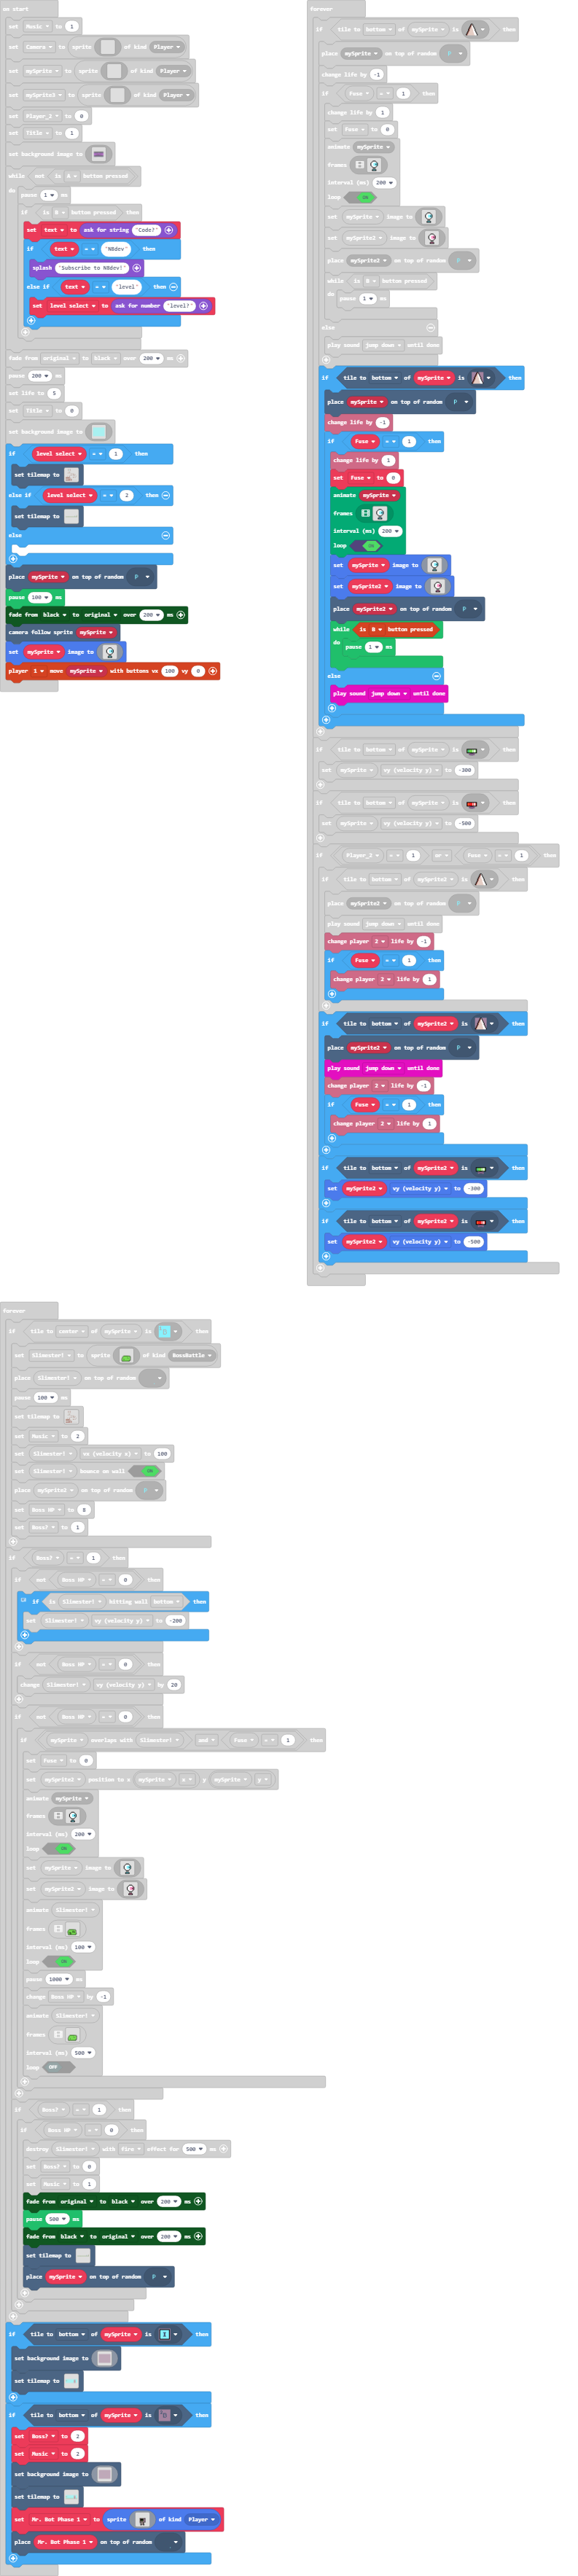 on start
set Music to 1
set Camera to sprite of kind Player
set mySprite to sprite of kind Player
set mySprite2 to sprite of kind Player
set Player_2 to 0
set Title to 1
set background image to
while not is A button pressed
do
pause 1 ms
if is B button pressed then
set text to ask for string "Code?"
if text = "N8dev" then
splash "Subscribe to N8dev!"
else if text = "level" then
set level select to ask for number "level?"
fade from original to black over 200 ms
pause 200 ms
set life to 5
set Title to 0
set background image to
if level select = 1 then
set tilemap to
else if level select = 2 then
set tilemap to
else
place mySprite on top of random P
pause 100 ms
fade from black to original over 200 ms
camera follow sprite mySprite
set mySprite image to
player 1 move mySprite with buttons vx 100 vy 0
forever
if tile to bottom of mySprite is then
place mySprite on top of random P
change life by -1
if Fuse = 1 then
change life by 1
set Fuse to 0
animate mySprite
frames
interval (ms) 200
loop ON
set mySprite image to
set mySprite2 image to
place mySprite2 on top of random P
while is B button pressed
do
pause 1 ms
else
play sound jump down until done
if tile to bottom of mySprite is then
place mySprite on top of random P
change life by -1
if Fuse = 1 then
change life by 1
set Fuse to 0
animate mySprite
frames
interval (ms) 200
loop ON
set mySprite image to
set mySprite2 image to
place mySprite2 on top of random P
while is B button pressed
do
pause 1 ms
else
play sound jump down until done
if tile to bottom of mySprite is then
set mySprite vy (velocity y) to -300
if tile to bottom of mySprite is then
set mySprite vy (velocity y) to -500
if Player_2 = 1 or Fuse = 1 then
if tile to bottom of mySprite2 is then
place mySprite2 on top of random P
play sound jump down until done
change player 2 life by -1
if Fuse = 1 then
change player 2 life by 1
if tile to bottom of mySprite2 is then
place mySprite2 on top of random P
play sound jump down until done
change player 2 life by -1
if Fuse = 1 then
change player 2 life by 1
if tile to bottom of mySprite2 is then
set mySprite2 vy (velocity y) to -300
if tile to bottom of mySprite2 is then
set mySprite2 vy (velocity y) to -500
forever
if tile to center of mySprite is then
set Slimester! to sprite of kind BossBattle
place Slimester! on top of random
pause 100 ms
set tilemap to
set Music to 2
set Slimester! vx (velocity x) to 100
set Slimester! bounce on wall ON
place mySprite2 on top of random P
set Boss HP to 8
set Boss? to 1
if Boss? = 1 then
if not Boss HP = 0 then
if is Slimester! hitting wall bottom then
set Slimester! vy (velocity y) to -200
if not Boss HP = 0 then
change Slimester! vy (velocity y) by 20
if not Boss HP = 0 then
if mySprite overlaps with Slimester! and Fuse = 1 then
set Fuse to 0
set mySprite2 position to x mySprite x y mySprite y
animate mySprite
frames
interval (ms) 200
loop ON
set mySprite image to
set mySprite2 image to
animate Slimester!
frames
interval (ms) 100
loop ON
pause 1000 ms
change Boss HP by -1
animate Slimester!
frames
interval (ms) 500
loop OFF
if Boss? = 1 then
if Boss HP = 0 then
destroy Slimester! with fire effect for 500 ms
set Boss? to 0
set Music to 1
fade from original to black over 200 ms
pause 500 ms
fade from black to original over 200 ms
set tilemap to
place mySprite on top of random P
if tile to bottom of mySprite is then
set background image to
set tilemap to
if tile to bottom of mySprite is then
set Boss? to 2
set Music to 2
set background image to
set tilemap to
set Mr. Bot Phase 1 to sprite of kind Player
place Mr. Bot Phase 1 on top of random